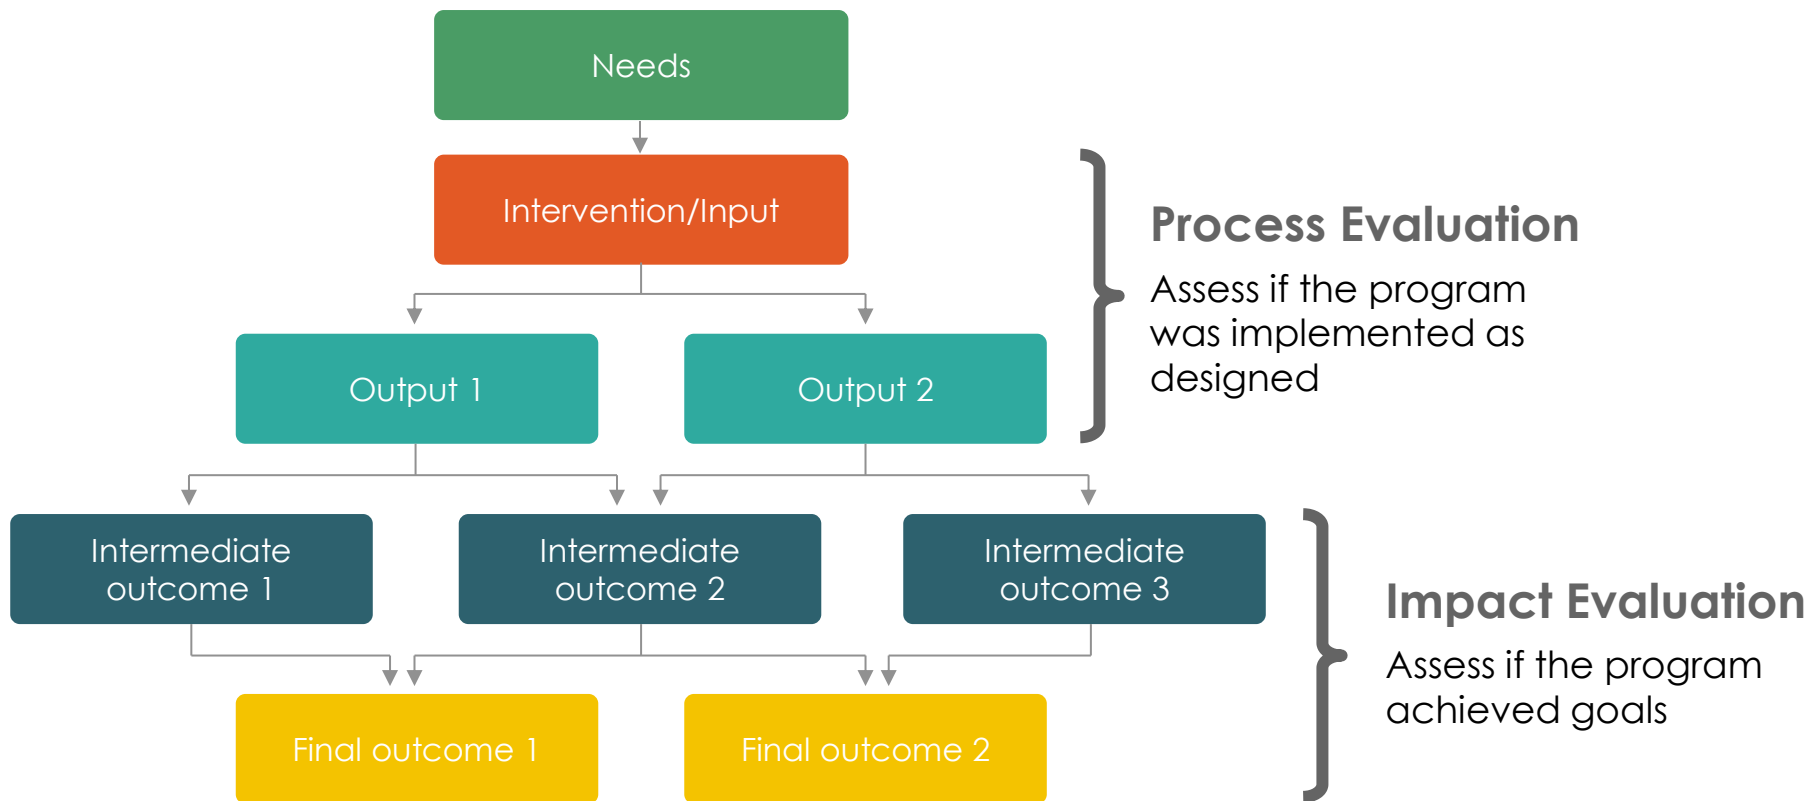 Needs
Intervention/Input
Process Evaluation
Assess if the program
was implemented as
designed
Output 1
Output 2
Intermediate
outcome 1
Intermediate
outcome 2
Intermediate
outcome 3
Impact Evaluation
Assess if the program
achieved goals
Final outcome 1
Final outcome 2